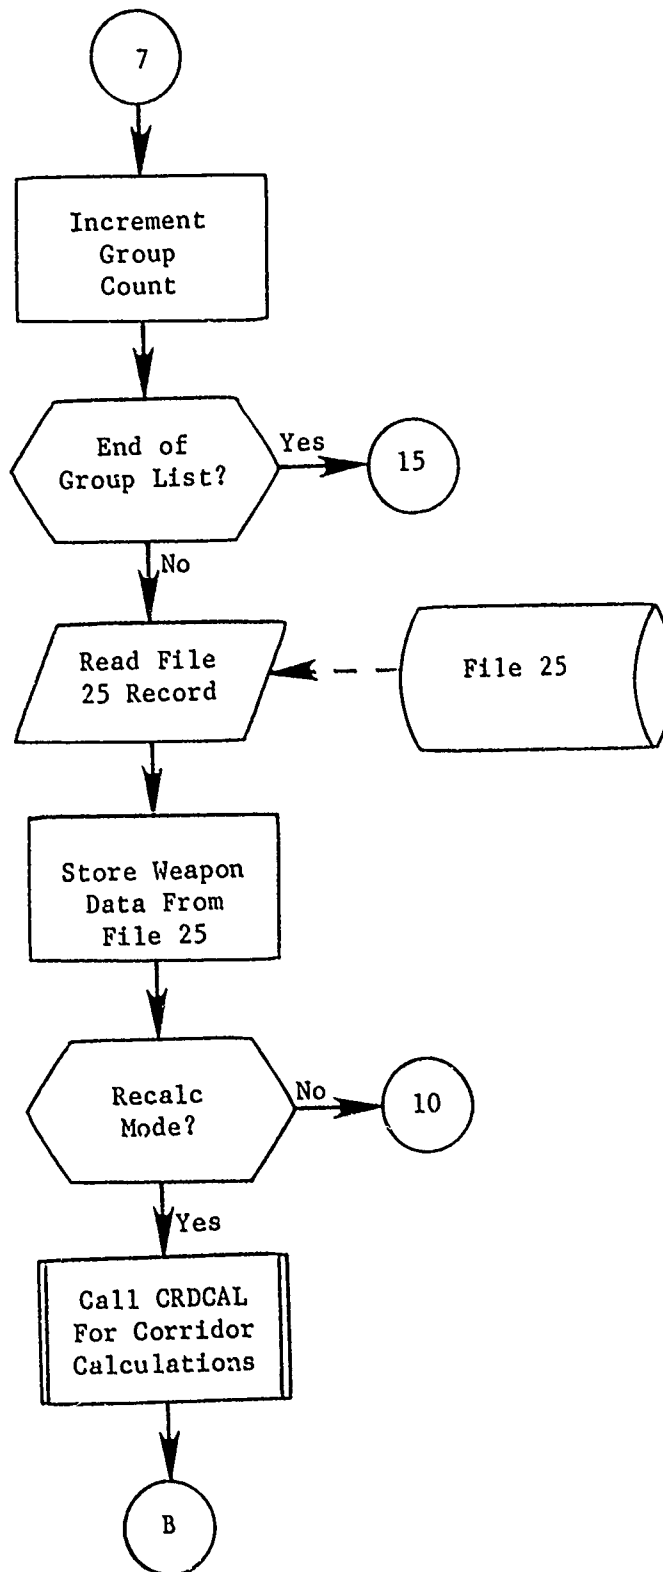 7
Increment
Group
Count
End of
Group List?
Yes
15
No
Read File
25 Record
File 25
Store Weapon
Data From
File 25
Recalc
Mode?
No
10
Yes
Call CRDCAL
For Corridor
Calculations
B